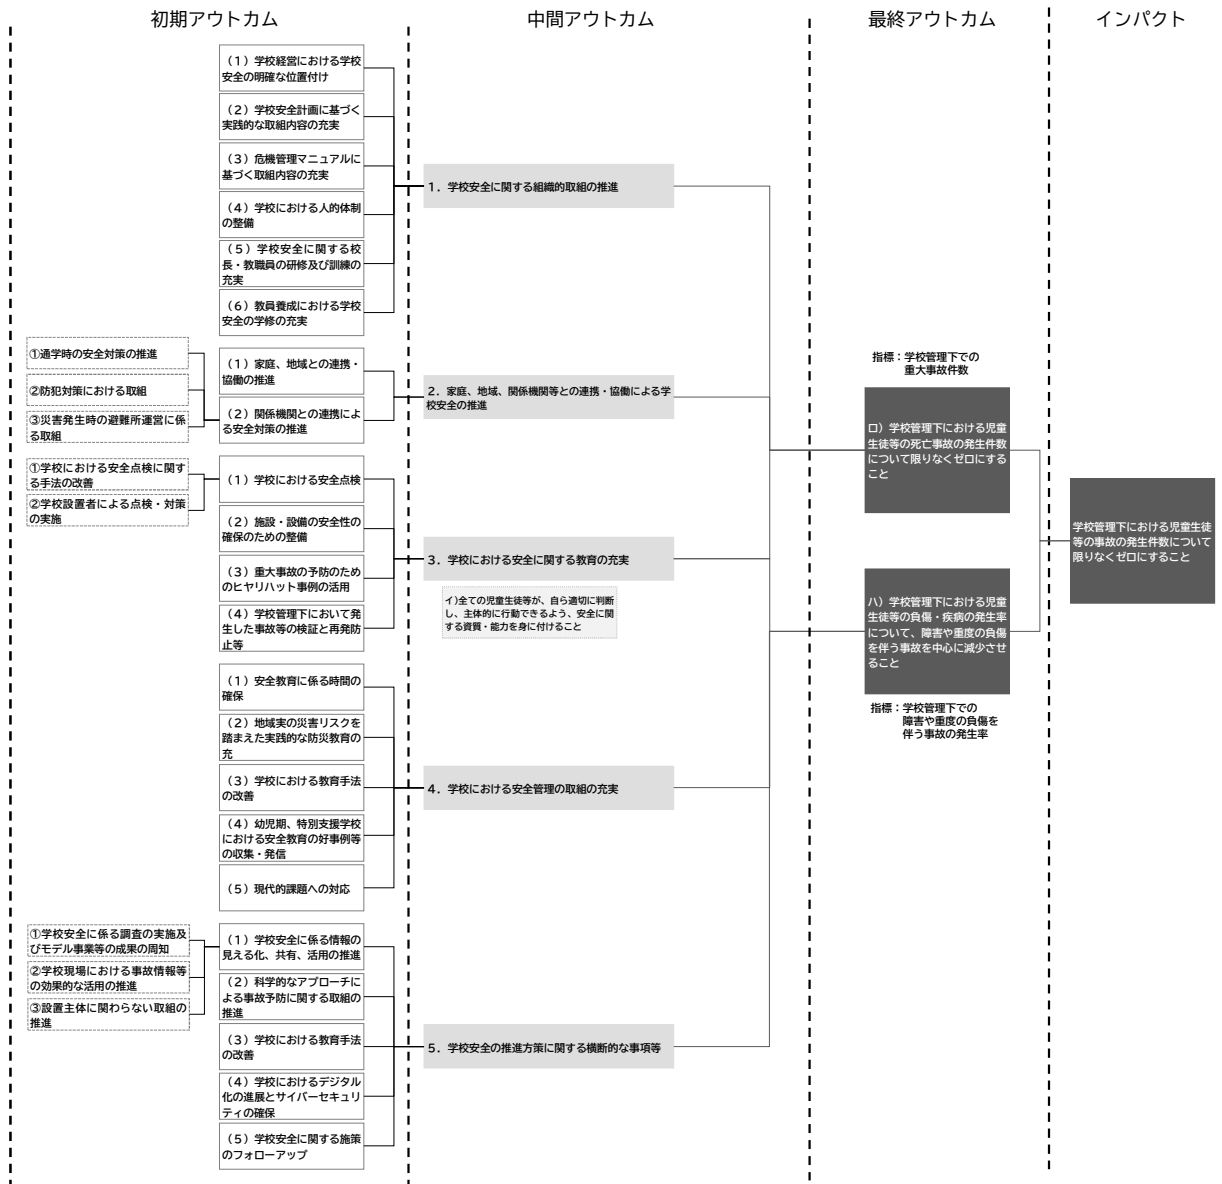 初期アウトカム
中間アウトカム
最終アウトカム
インパクト
（1）学校経営における学校
安全の明確な位置付け
（2）学校安全計画に基づく
実践的な取組内容の充実
（3）危機管理マニュアルに
基づく取組内容の充実
（4）学校における人的体制
の整備
（5）学校安全に関する校
長・教職員の研修及び訓練の
充実
（6）教員養成における学校
安全の学修の充実
1．学校安全に関する組織的取組の推進
①通学時の安全対策の推進
②防犯対策における取組
③災害発生時の避難所運営に係
る取組
（1）家庭、地域との連携・
協働の推進
（2）関係機関との連携によ
る安全対策の推進
2．家庭、地域、関係機関等との連携・協働による学
校安全の推進
①学校における安全点検に関す
る手法の改善
②学校設置者による点検・対策
の実施
（1）学校における安全点検
（2）施設・設備の安全性の
確保のための整備
（3）重大事故の予防のため
のヒヤリハット事例の活用
（4）学校管理下において発
生した事故等の検証と再発防
止等
3．学校における安全に関する教育の充実
イ)全ての児童生徒等が、自ら適切に判断
し、主体的に行動できるよう、安全に関
する資質・能力を身に付けること
（1）安全教育に係る時間の
確保
（2）地域実の災害リスクを
踏まえた実践的な防災教育の
充
（3）学校における教育手法
の改善
（4）幼児期、特別支援学校
における安全教育の好事例等
の収集・発信
（5）現代的課題への対応
4．学校における安全管理の取組の充実
①学校安全に係る調査の実施及
びモデル事業等の成果の周知
②学校現場における事故情報等
の効果的な活用の推進
③設置主体に関わらない取組の
推進
（1）学校安全に係る情報の
見える化、共有、活用の推進
（2）科学的なアプローチに
よる事故予防に関する取組の
推進
（3）学校における教育手法
の改善
（4）学校におけるデジタル
化の進展とサイバーセキュリ
ティの確保
（5）学校安全に関する施策
のフォローアップ
5．学校安全の推進方策に関する横断的な事項等
指標：学校管理下での
重大事故件数
ロ）学校管理下における児童
生徒等の死亡事故の発生件数
について限りなくゼロにする
こと
ハ）学校管理下における児童
生徒等の負傷・疾病の発生率
について、障害や重度の負傷
を伴う事故を中心に減少させ
ること
指標：学校管理下での
障害や重度の負傷を
伴う事故の発生率
学校管理下における児童生徒
等の事故の発生件数について
限りなくゼロにすること